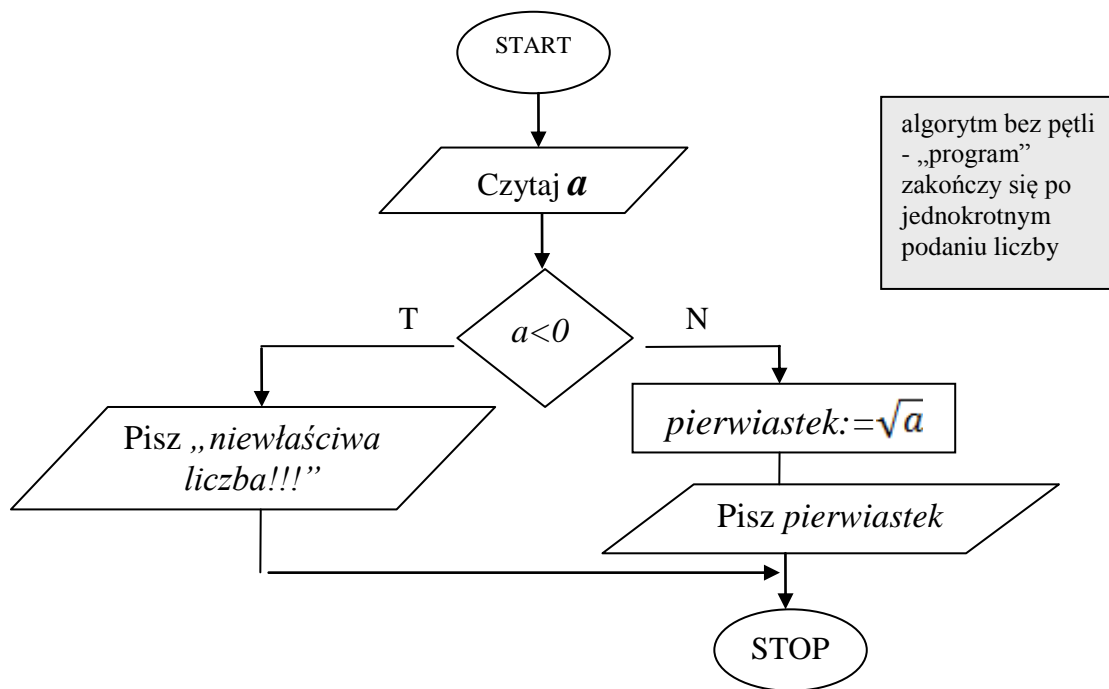 START
Czytaj a
a<0
T
N
Pisz „niewłaściwa
liczba!!!”
pierwiastek:=√a
Pisz pierwiastek
STOP
algorytm bez pętli
- „program”
zakończy się po
jednokrotnym
podaniu liczby